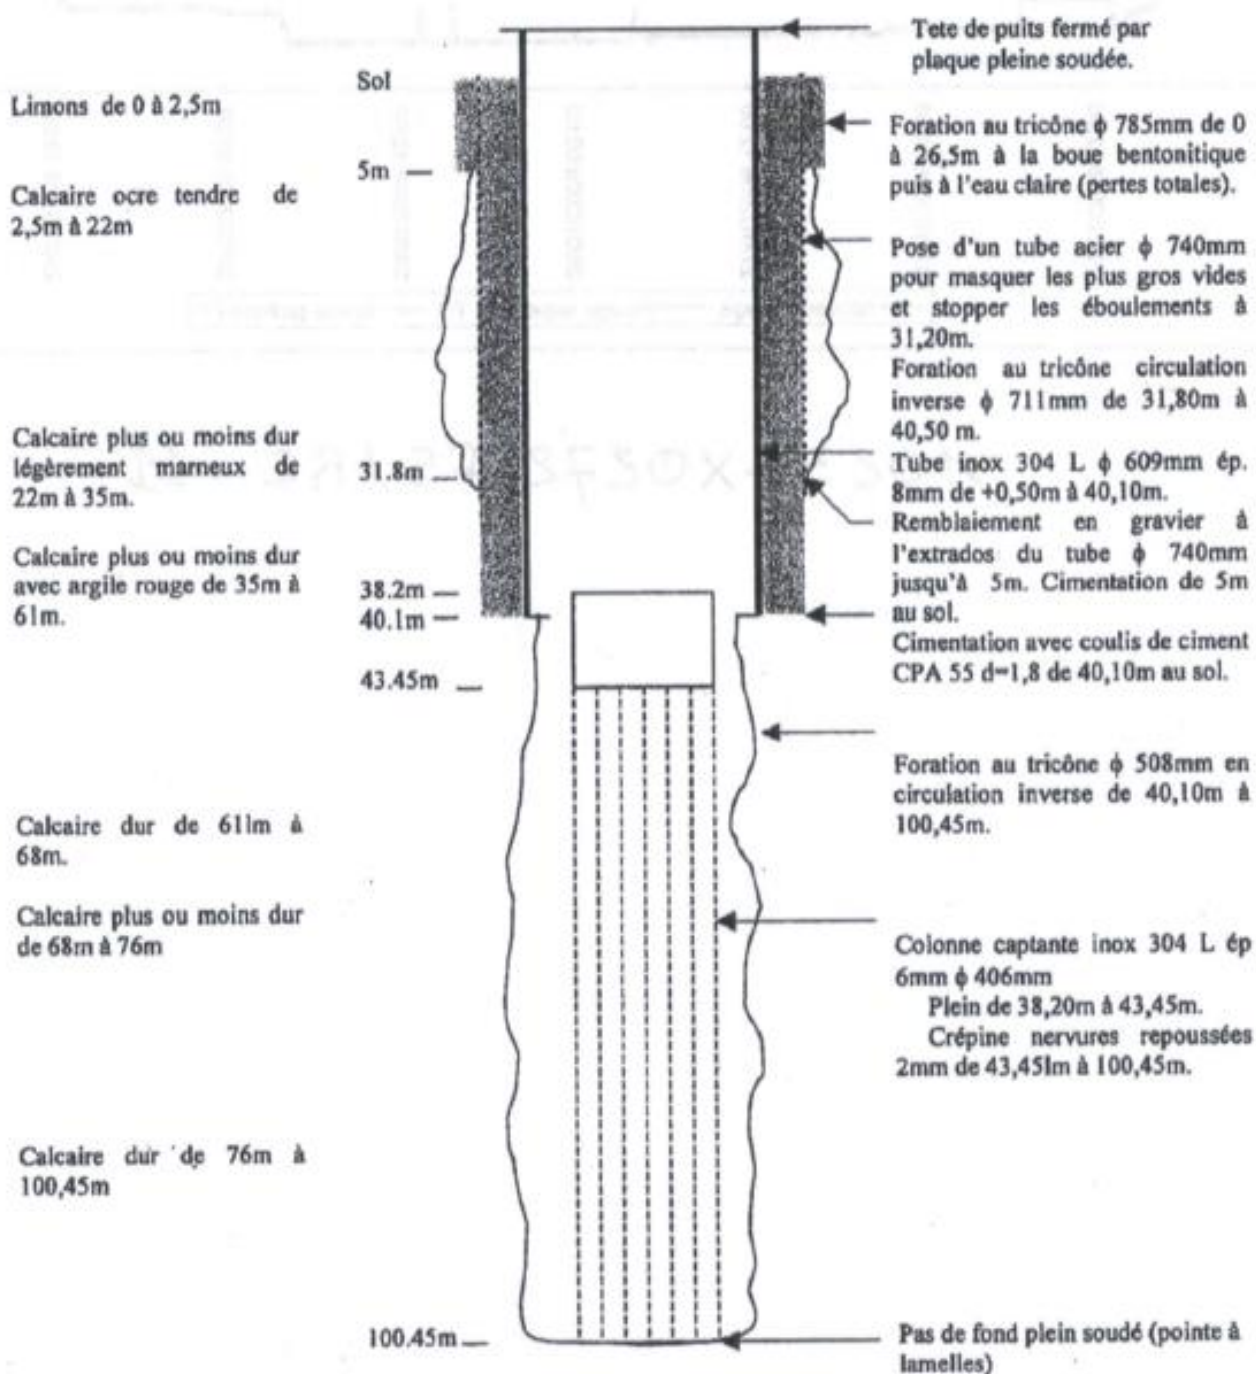 Tete de puits fermé par
plaque pleine soudée.
Sol
Limons de 0 à 2,5m
Foration au tricône ϕ 785mm de 0
à 26,5m à la boue bentonitique
puis à l'eau claire (pertes totales).
5m
Calcaire ocre tendre de
2,5m à 22m
Pose d'un tube acier ϕ 740mm
pour masquer les plus gros vides
et stopper les éboulements à
31,20m.
Foration au tricône circulation
inverse ϕ 711mm de 31,80m à
40,50 m.
Calcaire plus ou moins dur
légèrement marneux de
22m à 35m.
31.8m
Tube inox 304 L ϕ 609mm ép.
8mm de +0,50m à 40,10m.
Remblaiement en gravier à
l'extrados du tube ϕ 740mm
jusqu'à 5m. Cimentation de 5m
au sol.
Calcaire plus ou moins dur
avec argile rouge de 35m à
61m.
38.2m
40.1m
Cimentation avec coulis de ciment
CPA 55 d=1,8 de 40,10m au sol.
43.45m
Foration au tricône ϕ 508mm en
circulation inverse de 40,10m à
100,45m.
Calcaire dur de 61lm à
68m.
Calcaire plus ou moins dur
de 68m à 76m
Colonne captante inox 304 L ép
6mm ϕ 406mm
Plein de 38,20m à 43,45m.
Crépine nervures repoussées
2mm de 43,45lm à 100,45m.
Calcaire dur de 76m à
100,45m
100.45m
Pas de fond plein soudé (pointe à
lamelles)